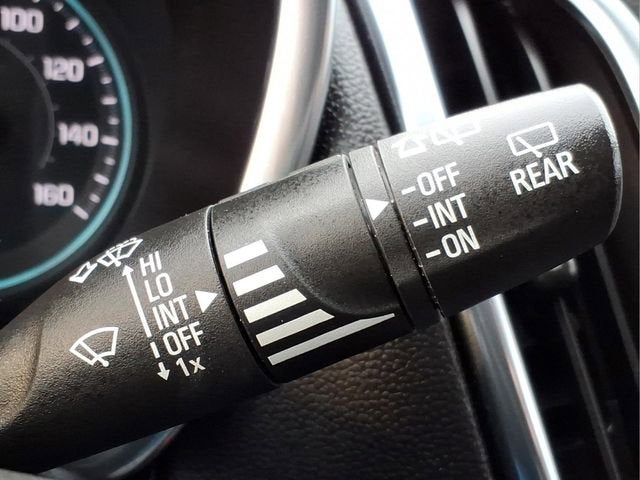 100
120
140
160
HI
LO
INT
OFF
1x
-OFF
-INT
-ON
REAR